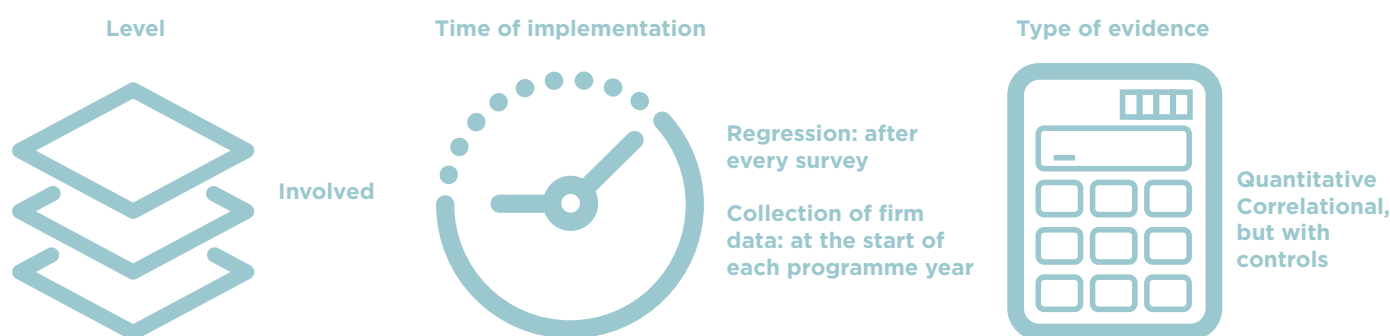 Level
Time of implementation
Type of evidence
Involved
Regression: after
every survey
Collection of firm
data: at the start of
each programme year
Quantitative
Correlational,
but with
controls